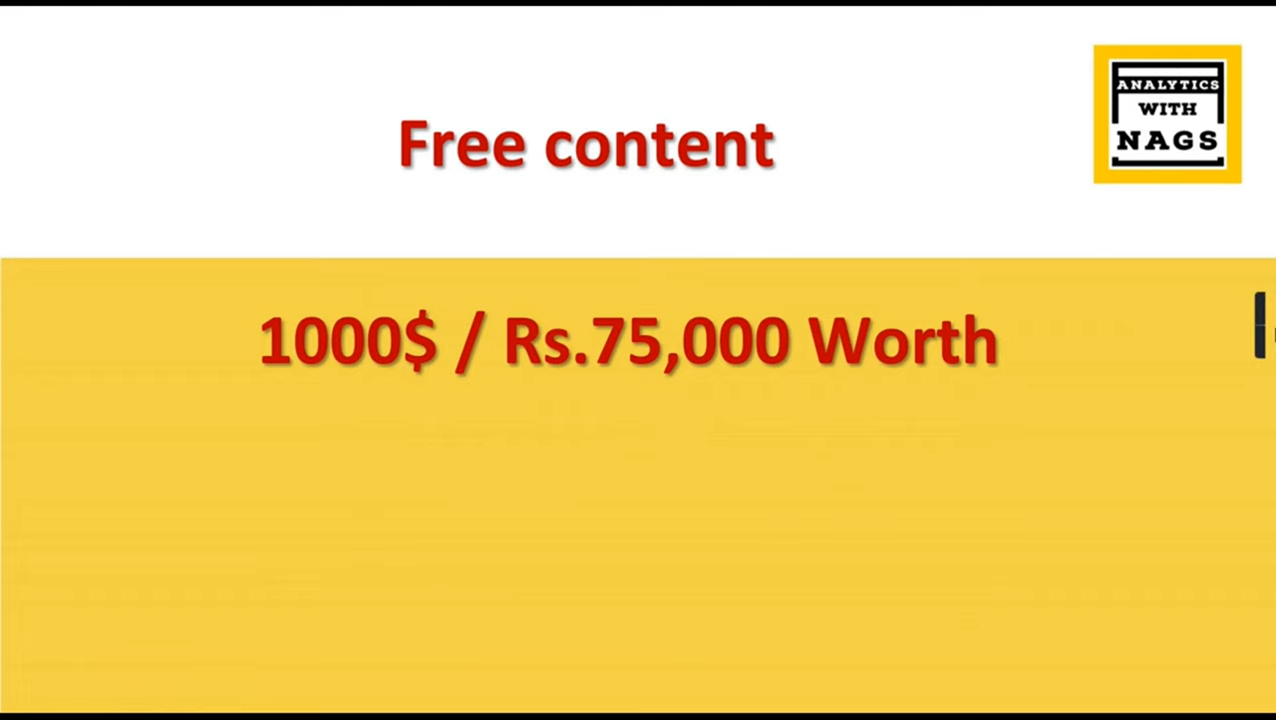 Free content
ANALYTICS
WITH
NAGS
1000$ / Rs.75,000 Worth